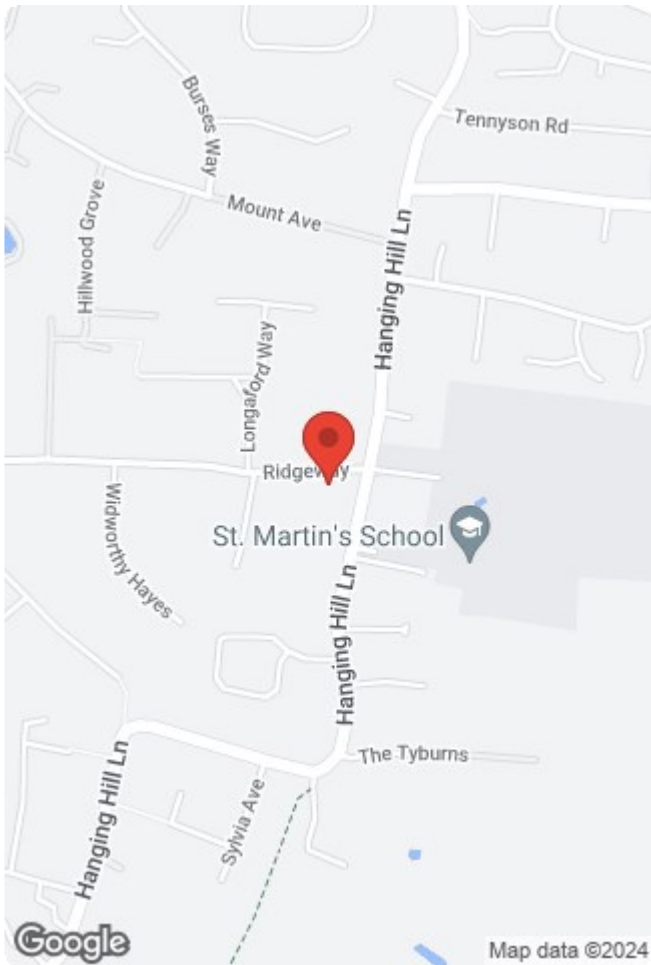 Burses Way
Tennyson Rd
Hillwood Grove
Mount Ave
Hanging Hill Ln
Longaford Way
Ridgeway
St. Martin's School
Widworthy Hayes
Hanging Hill Ln
The Tyburns
Hanging Hill Ln
Sylvia Ave
Google
Map data ©2024